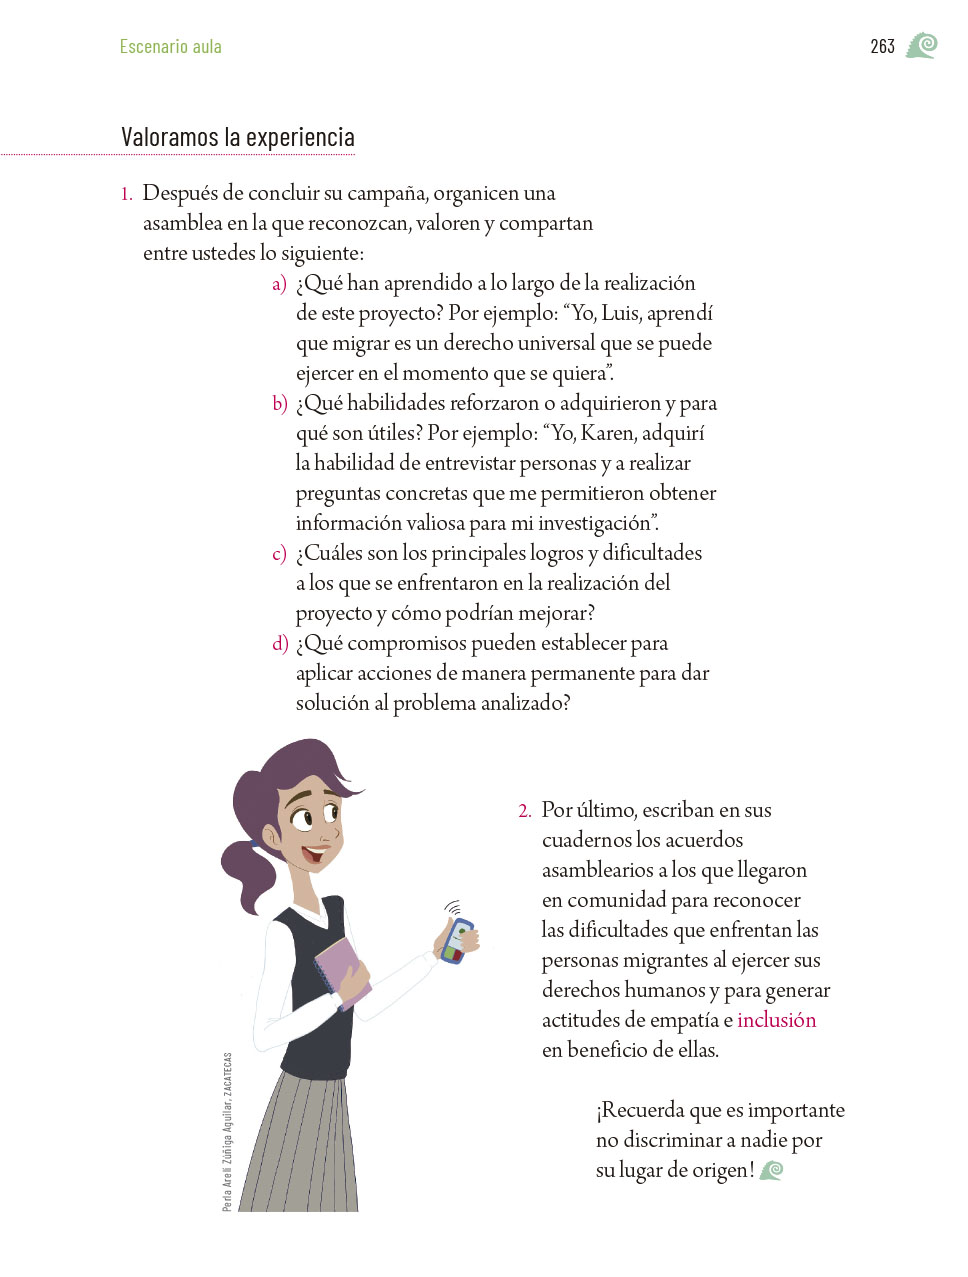 Escenario aula
263
Valoramos la experiencia
1. Después de concluir su campaña, organicen una
asamblea en la que reconozcan, valoren y compartan
entre ustedes lo siguiente:
a) ¿Qué han aprendido a lo largo de la realización
de este proyecto? Por ejemplo: “Yo, Luis, aprendí
que migrar es un derecho universal que se puede
ejercer en el momento que se quiera”.
b) ¿Qué habilidades reforzaron o adquirieron y para
qué son útiles? Por ejemplo: “Yo, Karen, adquirí
la habilidad de entrevistar personas y a realizar
preguntas concretas que me permitieron obtener
información valiosa para mi investigación”.
c) ¿Cuáles son los principales logros y dificultades
a los que se enfrentaron en la realización del
proyecto y cómo podrían mejorar?
d) ¿Qué compromisos pueden establecer para
aplicar acciones de manera permanente para dar
solución al problema analizado?
2. Por último, escriban en sus
cuadernos los acuerdos
asamblearios a los que llegaron
en comunidad para reconocer
las dificultades que enfrentan las
personas migrantes al ejercer sus
derechos humanos y para generar
actitudes de empatía e inclusión
en beneficio de ellas.
¡Recuerda que es importante
no discriminar a nadie por
su lugar de origen!
Perla Areli Zúñiga Aguilar, ZACATECAS